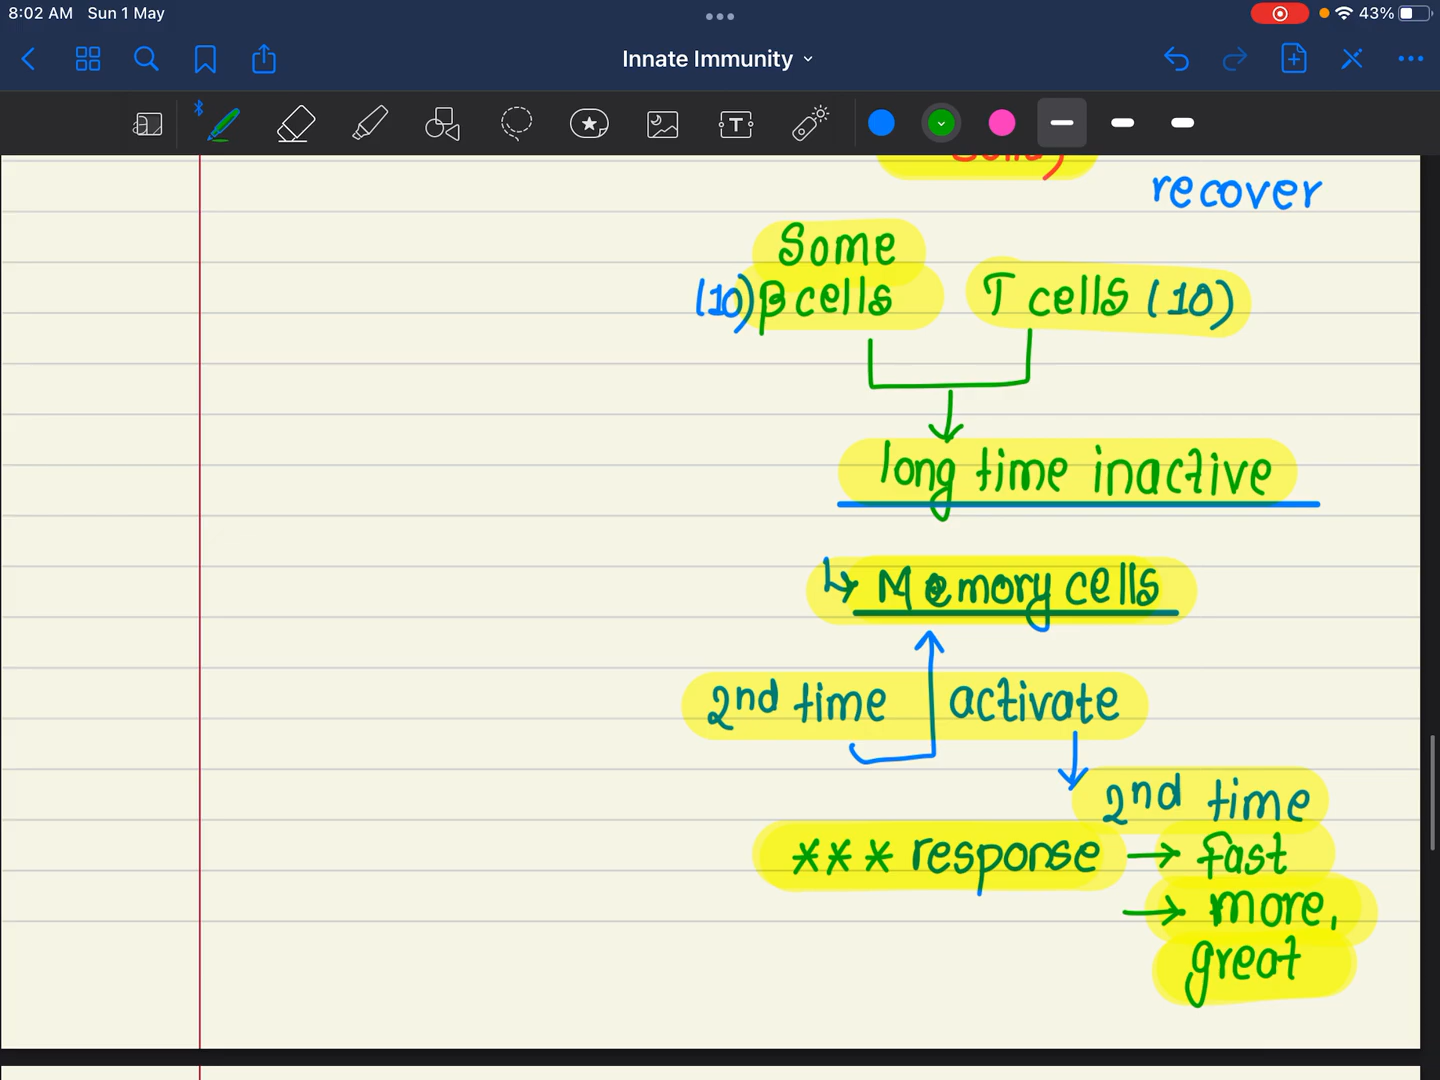 8:02 AM Sun 1 May
43%
Innate Immunity
recover
Some
(10) β cells T cells (10)
long time inactive
↳ Memory cells
2nd time activate
2nd time
*** response → fast
→ more,
great